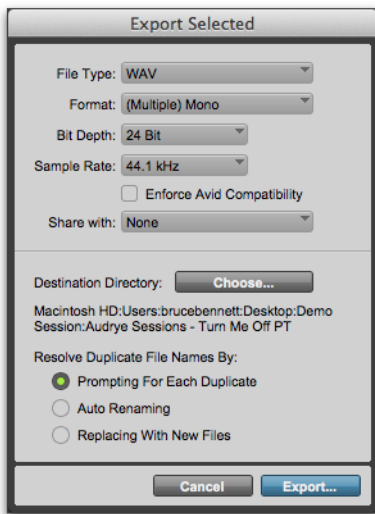 Export Selected
File Type: WAV
Format: (Multiple) Mono
Bit Depth: 24 Bit
Sample Rate: 44.1 kHz
Enforce Avid Compatibility
Share with: None
Destination Directory: Choose...
Macintosh HD:Users:brucebennett:Desktop:Demo
Session:Audrye Sessions - Turn Me Off PT
Resolve Duplicate File Names By:
Prompting For Each Duplicate
Auto Renaming
Replacing With New Files
Cancel Export...